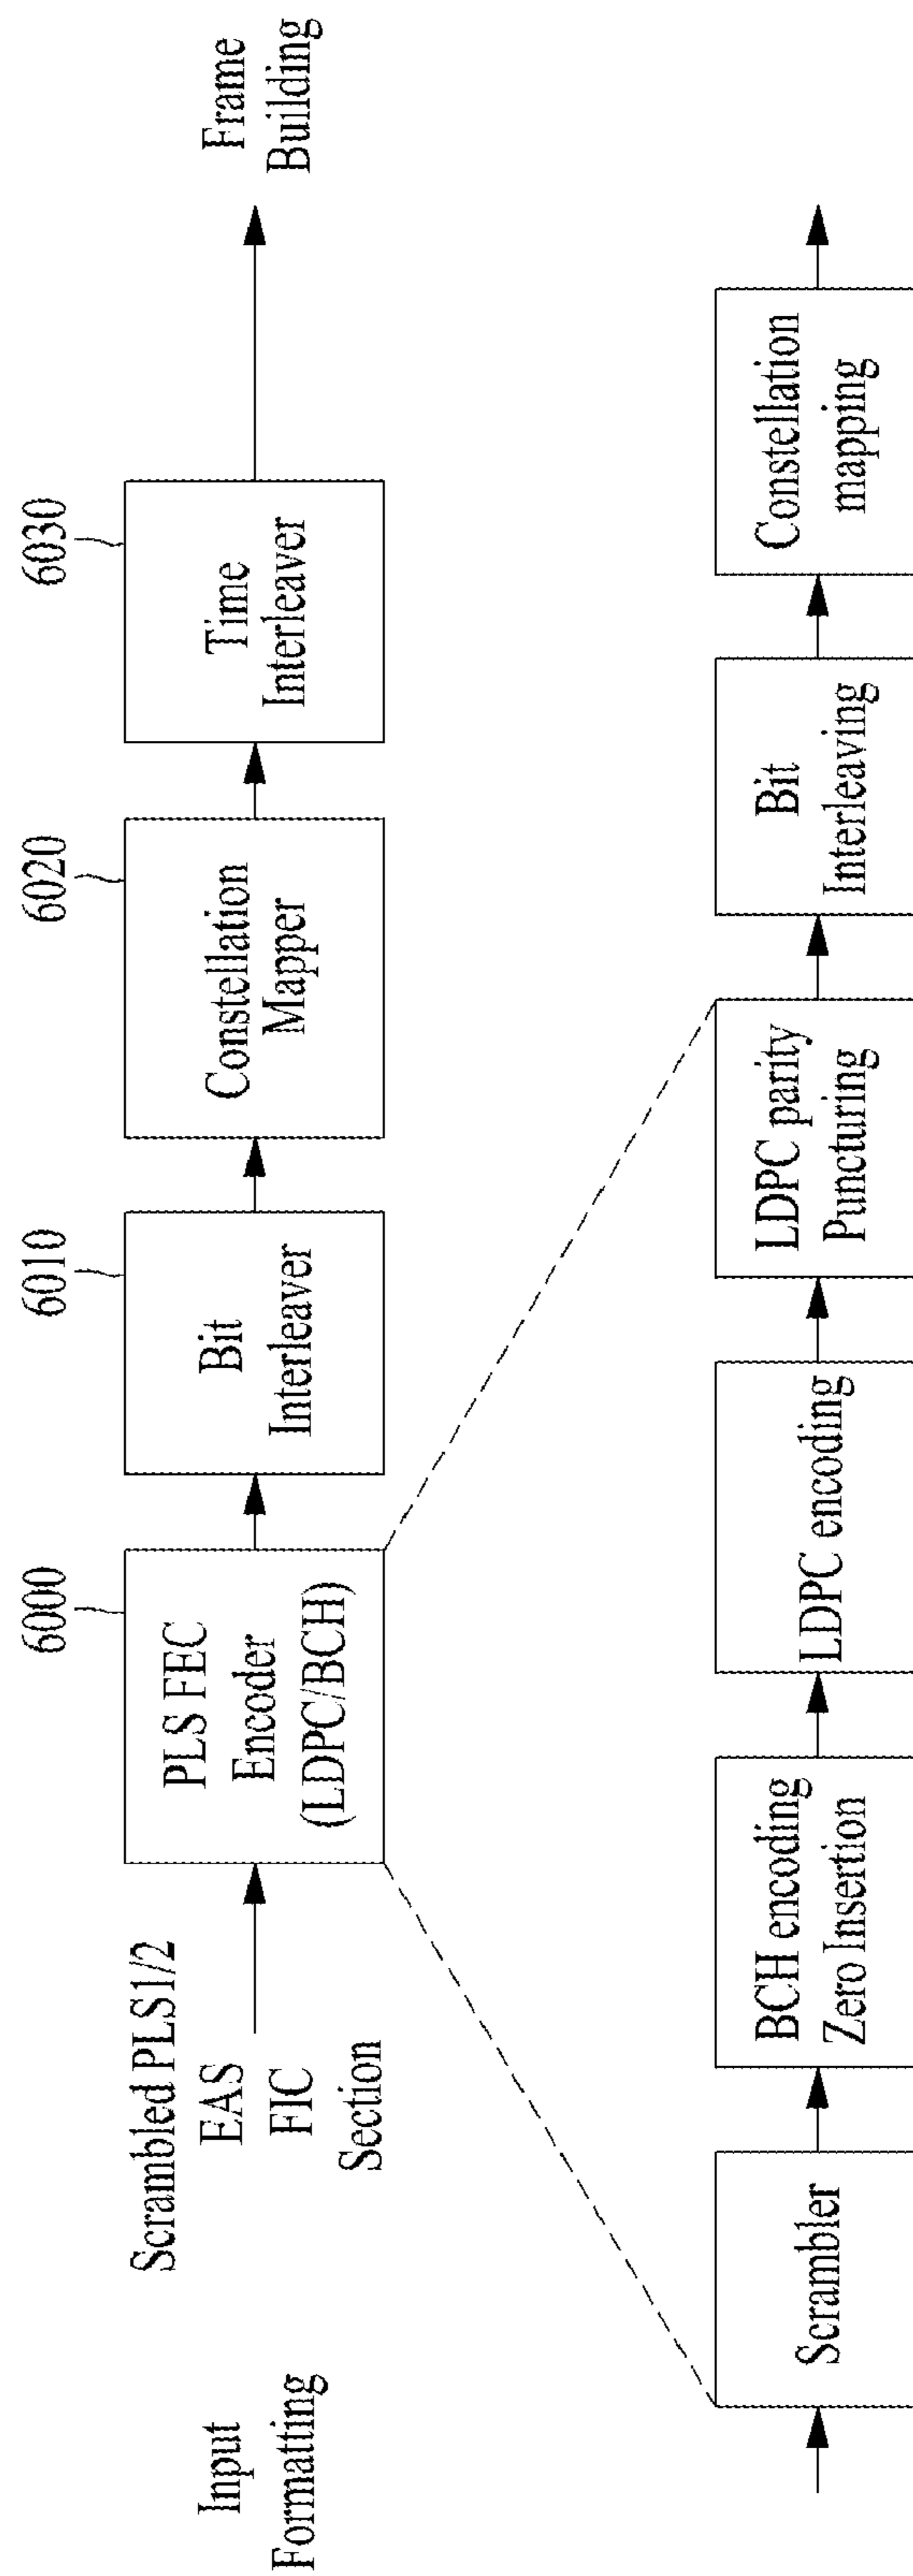 Input
Formatting
Scrambled PLS1/2
EAS
FIC
Section
6000
PLS FEC
Encoder
(LDPC/BCH)
6010
Bit
Interleaver
6020
Constellation
Mapper
6030
Time
Interleaver
Frame
Building
Scrambler
BCH encoding
Zero Insertion
LDPC encoding
LDPC parity
Puncturing
Bit
Interleaving
Constellation
mapping